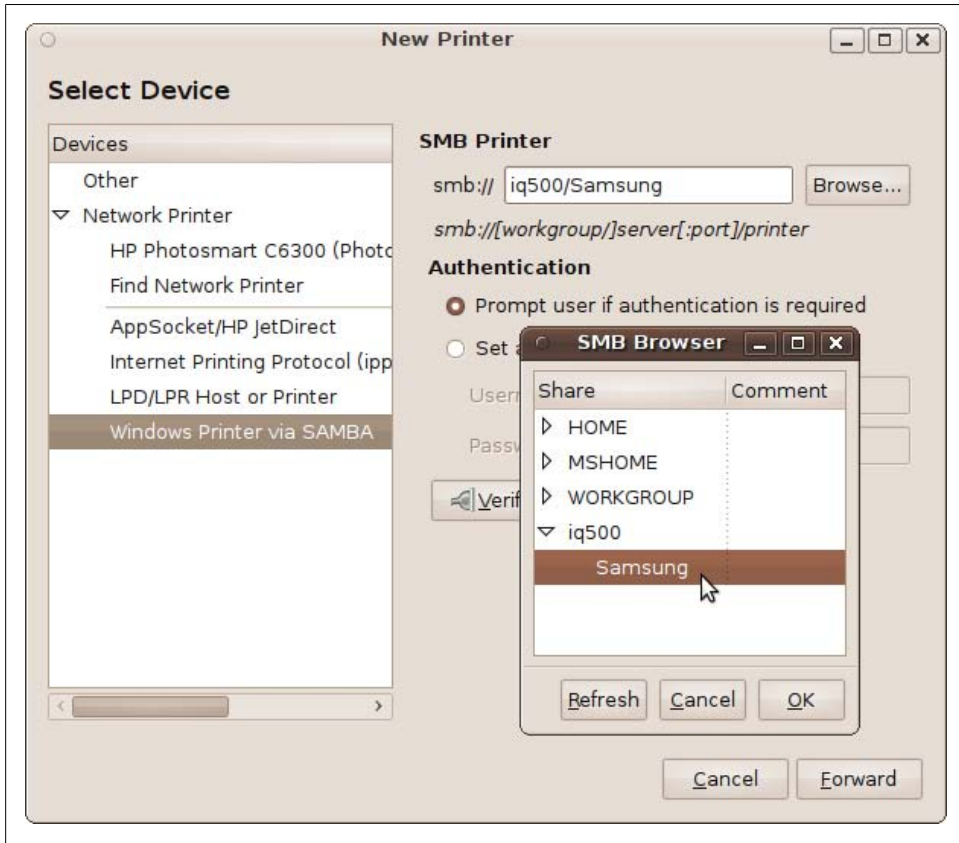 New Printer
Select Device
Devices
Other
Network Printer
HP Photosmart C6300 (Photo
Find Network Printer
AppSocket/HP JetDirect
Internet Printing Protocol (ipp
LPD/LPR Host or Printer
Windows Printer via SAMBA
SMB Printer
smb:// iq500/Samsung Browse...
smb://[workgroup/]server[:port]/printer
Authentication
Prompt user if authentication is required
Set
Usern
Passw
Verif
SMB Browser
Share Comment
HOME
MSHOME
WORKGROUP
iq500
Samsung
Refresh Cancel OK
Cancel Forward